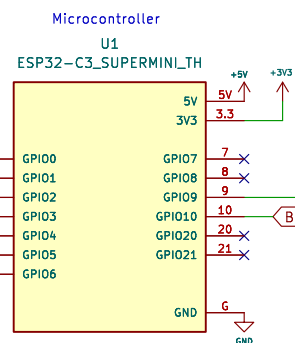 Microcontroller
U1
ESP32-C3_SUPERMINI_TH
+5V
+3V3
5V 5V
3V3 3.3
GPIO0 GPIO7 7
GPIO1 GPIO8 8
GPIO2 GPIO9 9
GPIO3 GPIO10 10 B
GPIO4 GPIO20 20
GPIO5 GPIO21 21
GPIO6
GND G
GND